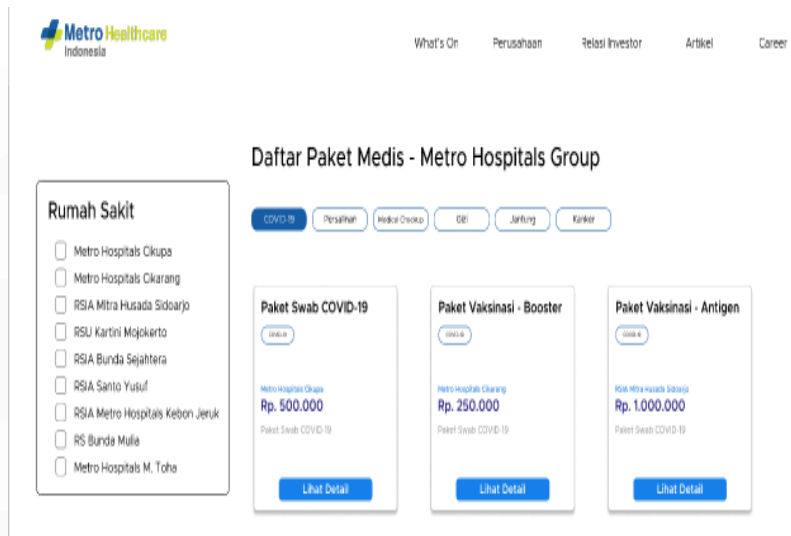 Metro Healthcare
Indonesia
What's On
Perusahaan
Relasi Investor
Artikel
Career
Daftar Paket Medis - Metro Hospitals Group
COVID-19
Persalinan
Medical Checkup
Gigi
Jantung
Kanker
Rumah Sakit
Metro Hospitals Cikupa
Metro Hospitals Cikarang
RSIA Mitra Husada Sidoarjo
RSU Kartini Mojokerto
RSIA Bunda Sejahtera
RSIA Santo Yusuf
RSIA Metro Hospitals Kebon Jeruk
RS Bunda Mulia
Metro Hospitals M. Toha
Paket Swab COVID-19
COVID-19
Metro Hospitals Cikupa
Rp. 500.000
Paket Swab COVID-19
Lihat Detail
Paket Vaksinasi - Booster
COVID-19
Metro Hospitals Cikarang
Rp. 250.000
Paket Swab COVID-19
Lihat Detail
Paket Vaksinasi - Antigen
COVID-19
RSIA Mitra Husada Sidoarjo
Rp. 1.000.000
Paket Swab COVID-19
Lihat Detail